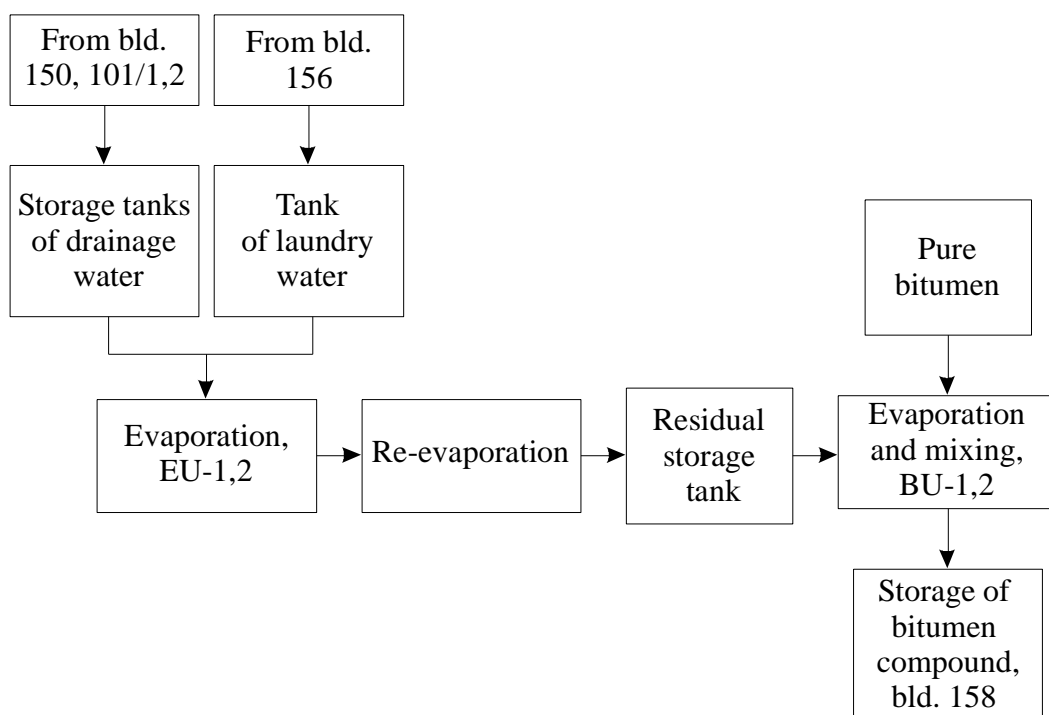 From bld.
150, 101/1,2
From bld.
156
Storage tanks
of drainage
water
Tank
of laundry
water
Pure
bitumen
Evaporation,
EU-1,2
Re-evaporation
Residual
storage
tank
Evaporation
and mixing,
BU-1,2
Storage of
bitumen
compound,
bld. 158